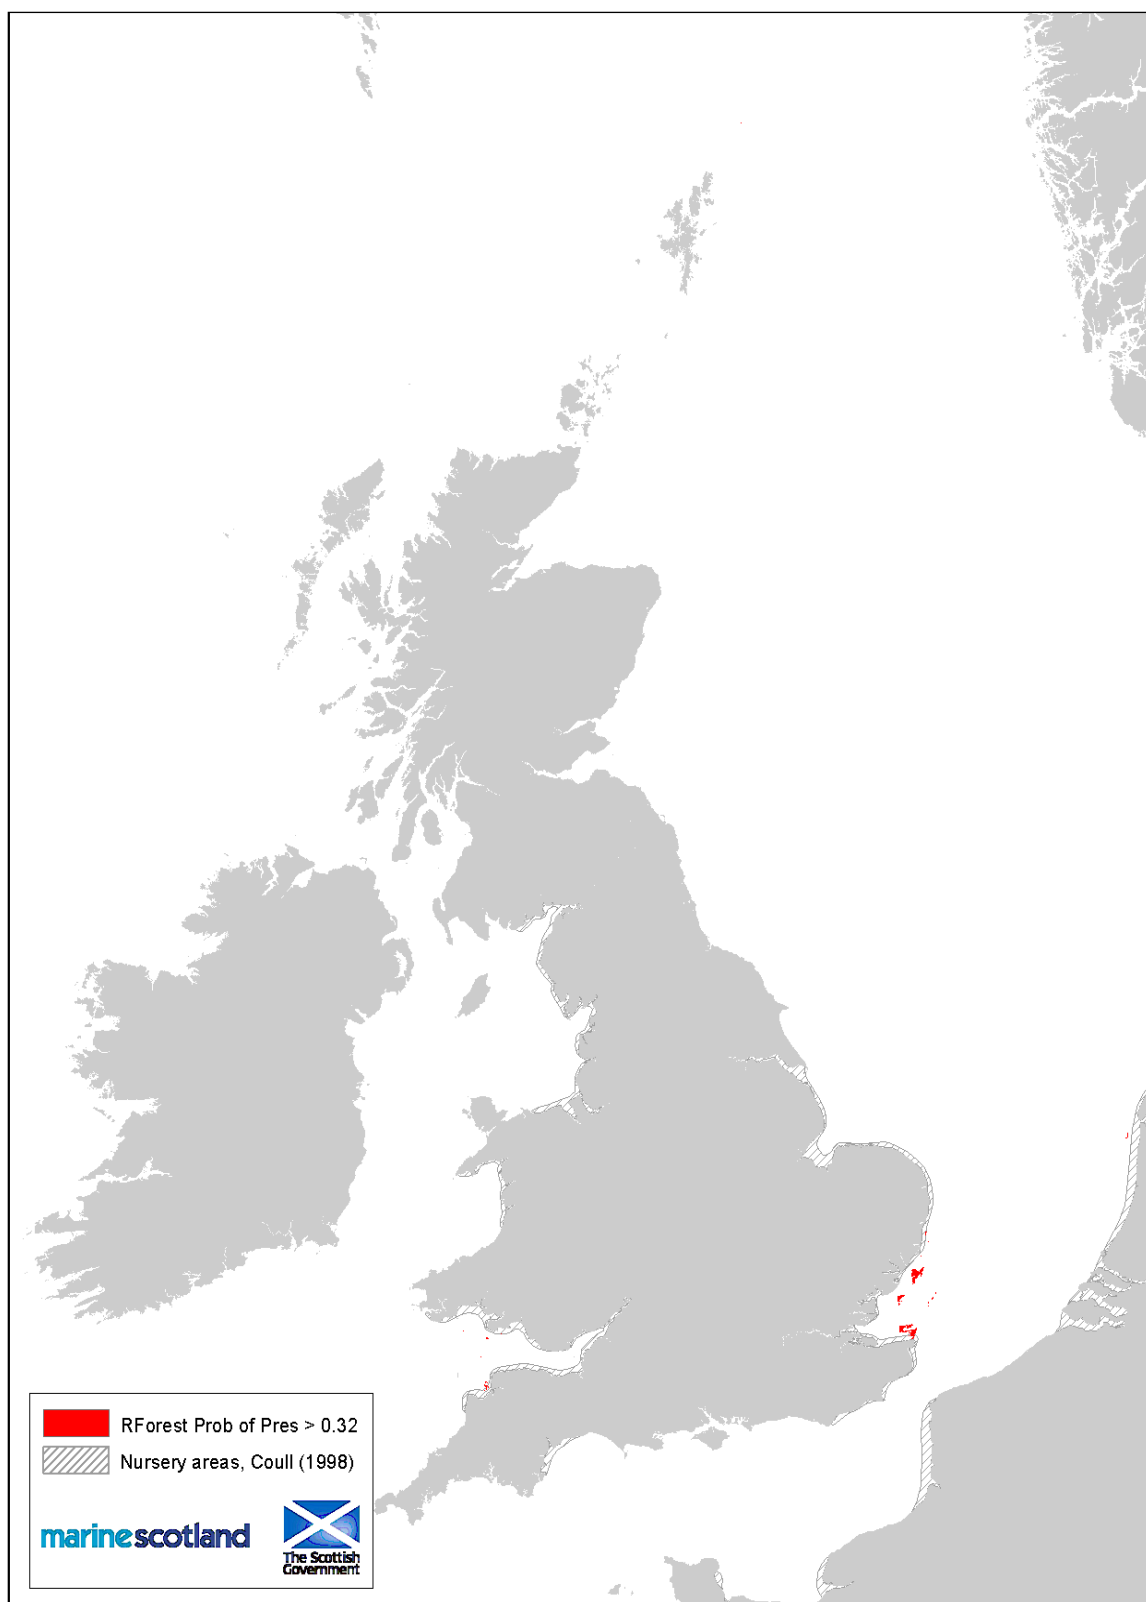 RForest Prob of Pres > 0.32
Nursery areas, Coull (1998)
marinescotland
The Scottish
Government